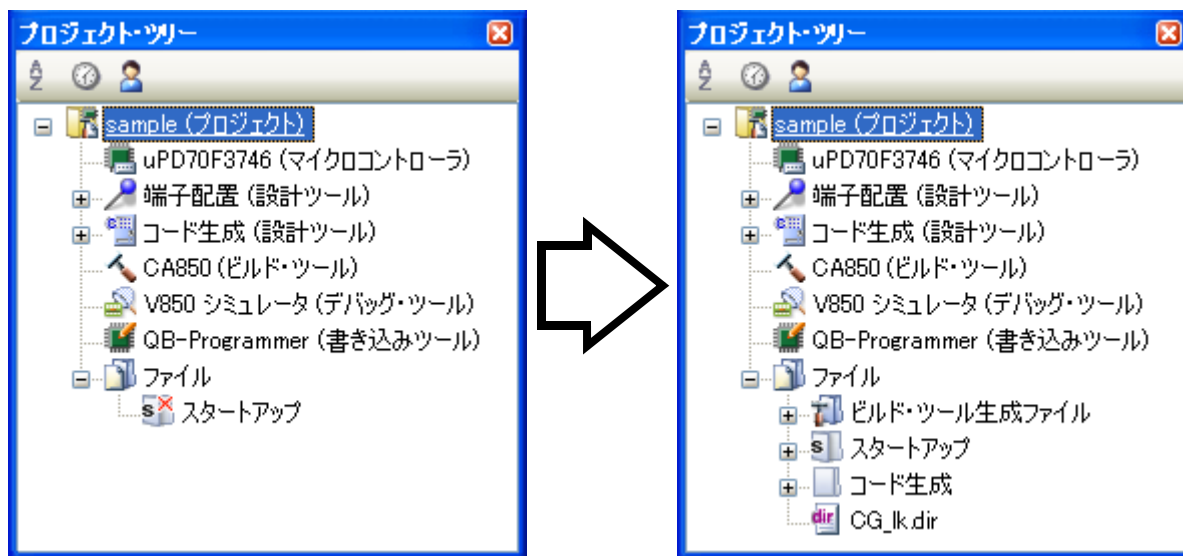 プロジェクト・ツリー
sample (プロジェクト)
uPD70F3746 (マイクロコントローラ)
端子配置 (設計ツール)
コード生成 (設計ツール)
CA850 (ビルド・ツール)
V850 シミュレータ (デバッグ・ツール)
QB-Programmer (書き込みツール)
ファイル
スタートアップ
プロジェクト・ツリー
sample (プロジェクト)
uPD70F3746 (マイクロコントローラ)
端子配置 (設計ツール)
コード生成 (設計ツール)
CA850 (ビルド・ツール)
V850 シミュレータ (デバッグ・ツール)
QB-Programmer (書き込みツール)
ファイル
ビルド・ツール生成ファイル
スタートアップ
コード生成
CG_lk.dir